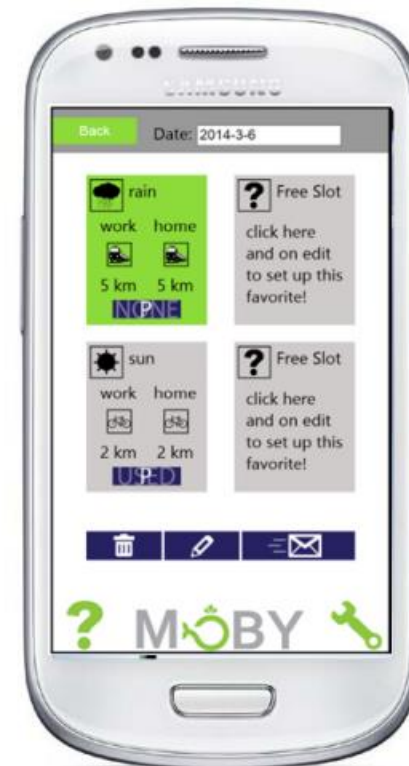 SAMSUNG
Back
Date: 2014-3-6
rain
work home
5 km 5 km
Free Slot
click here
and on edit
to set up this
favorite!
sun
work home
2 km 2 km
Free Slot
click here
and on edit
to set up this
favorite!
MOBY